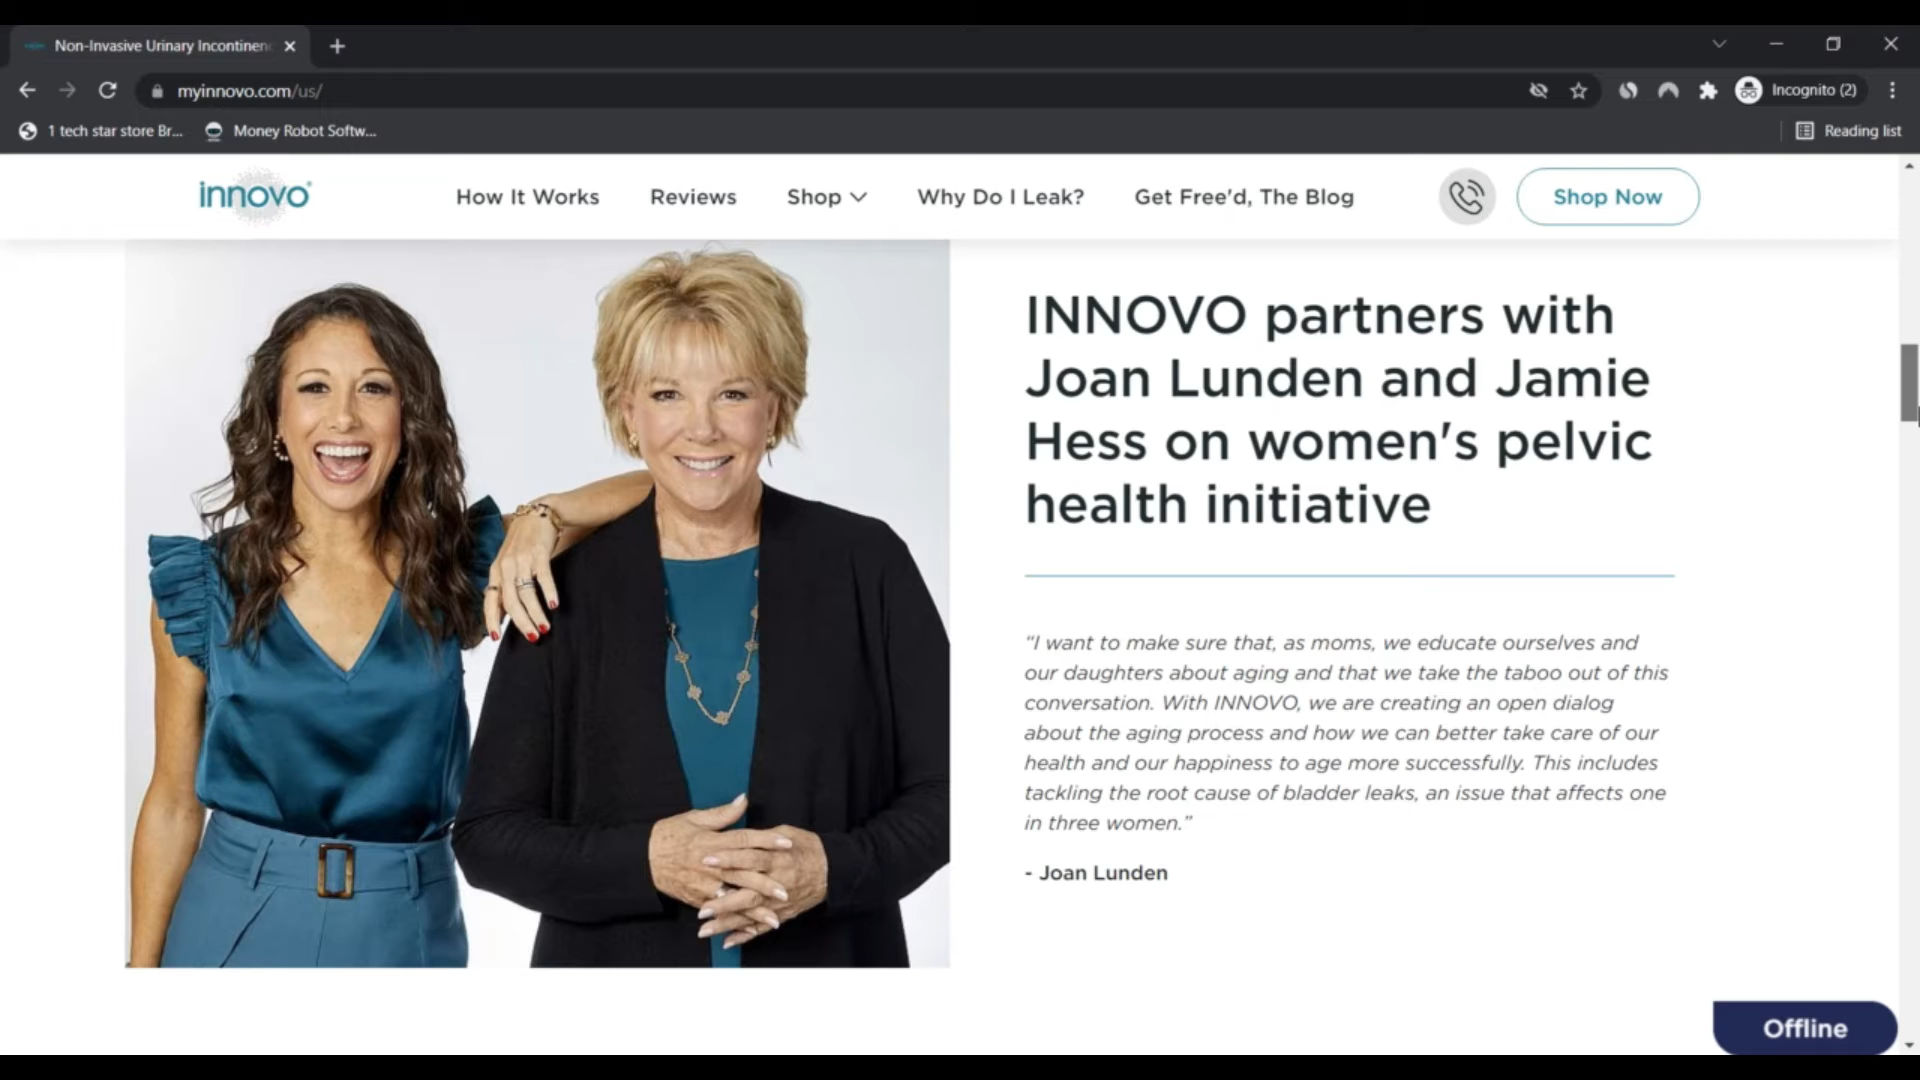 Non-Invasive Urinary Incontinen
myinnovo.com/us/
Incognito (2)
1 tech star store Br...
Money Robot Softw...
Reading list
innovo
How It Works
Reviews
Shop
Why Do I Leak?
Get Free'd, The Blog
Shop Now
INNOVO partners with
Joan Lunden and Jamie
Hess on women's pelvic
health initiative
“I want to make sure that, as moms, we educate ourselves and
our daughters about aging and that we take the taboo out of this
conversation. With INNOVO, we are creating an open dialog
about the aging process and how we can better take care of our
health and our happiness to age more successfully. This includes
tackling the root cause of bladder leaks, an issue that affects one
in three women.”
- Joan Lunden
Offline